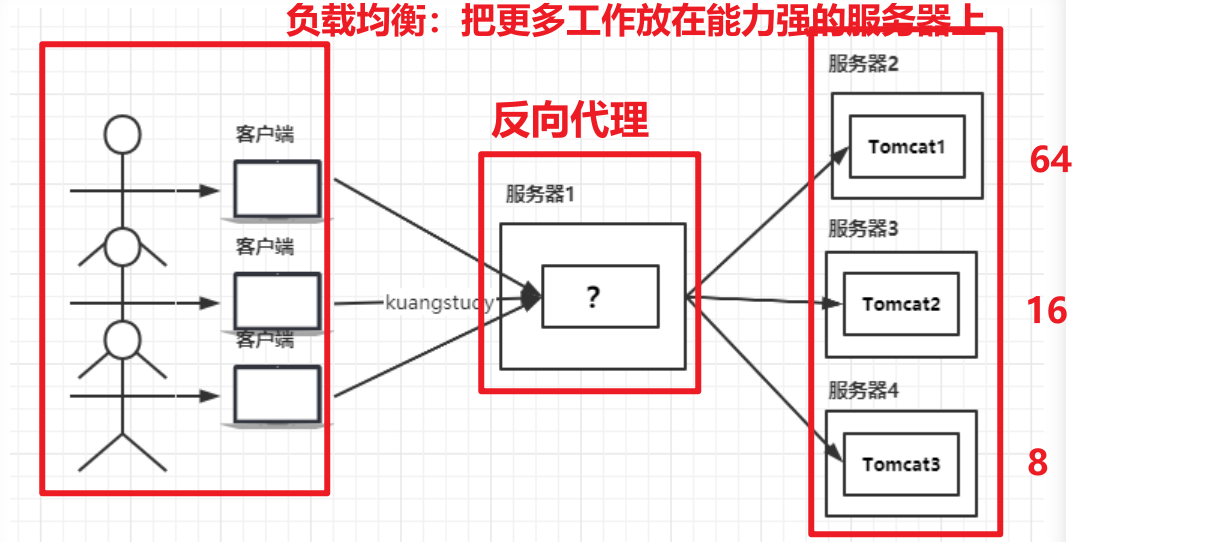 负载均衡：把更多工作放在能力强的服务器上
反向代理
客户端
客户端
客户端
kuangstudy
服务器1
?
服务器2
Tomcat1
64
服务器3
Tomcat2
16
服务器4
Tomcat3
8